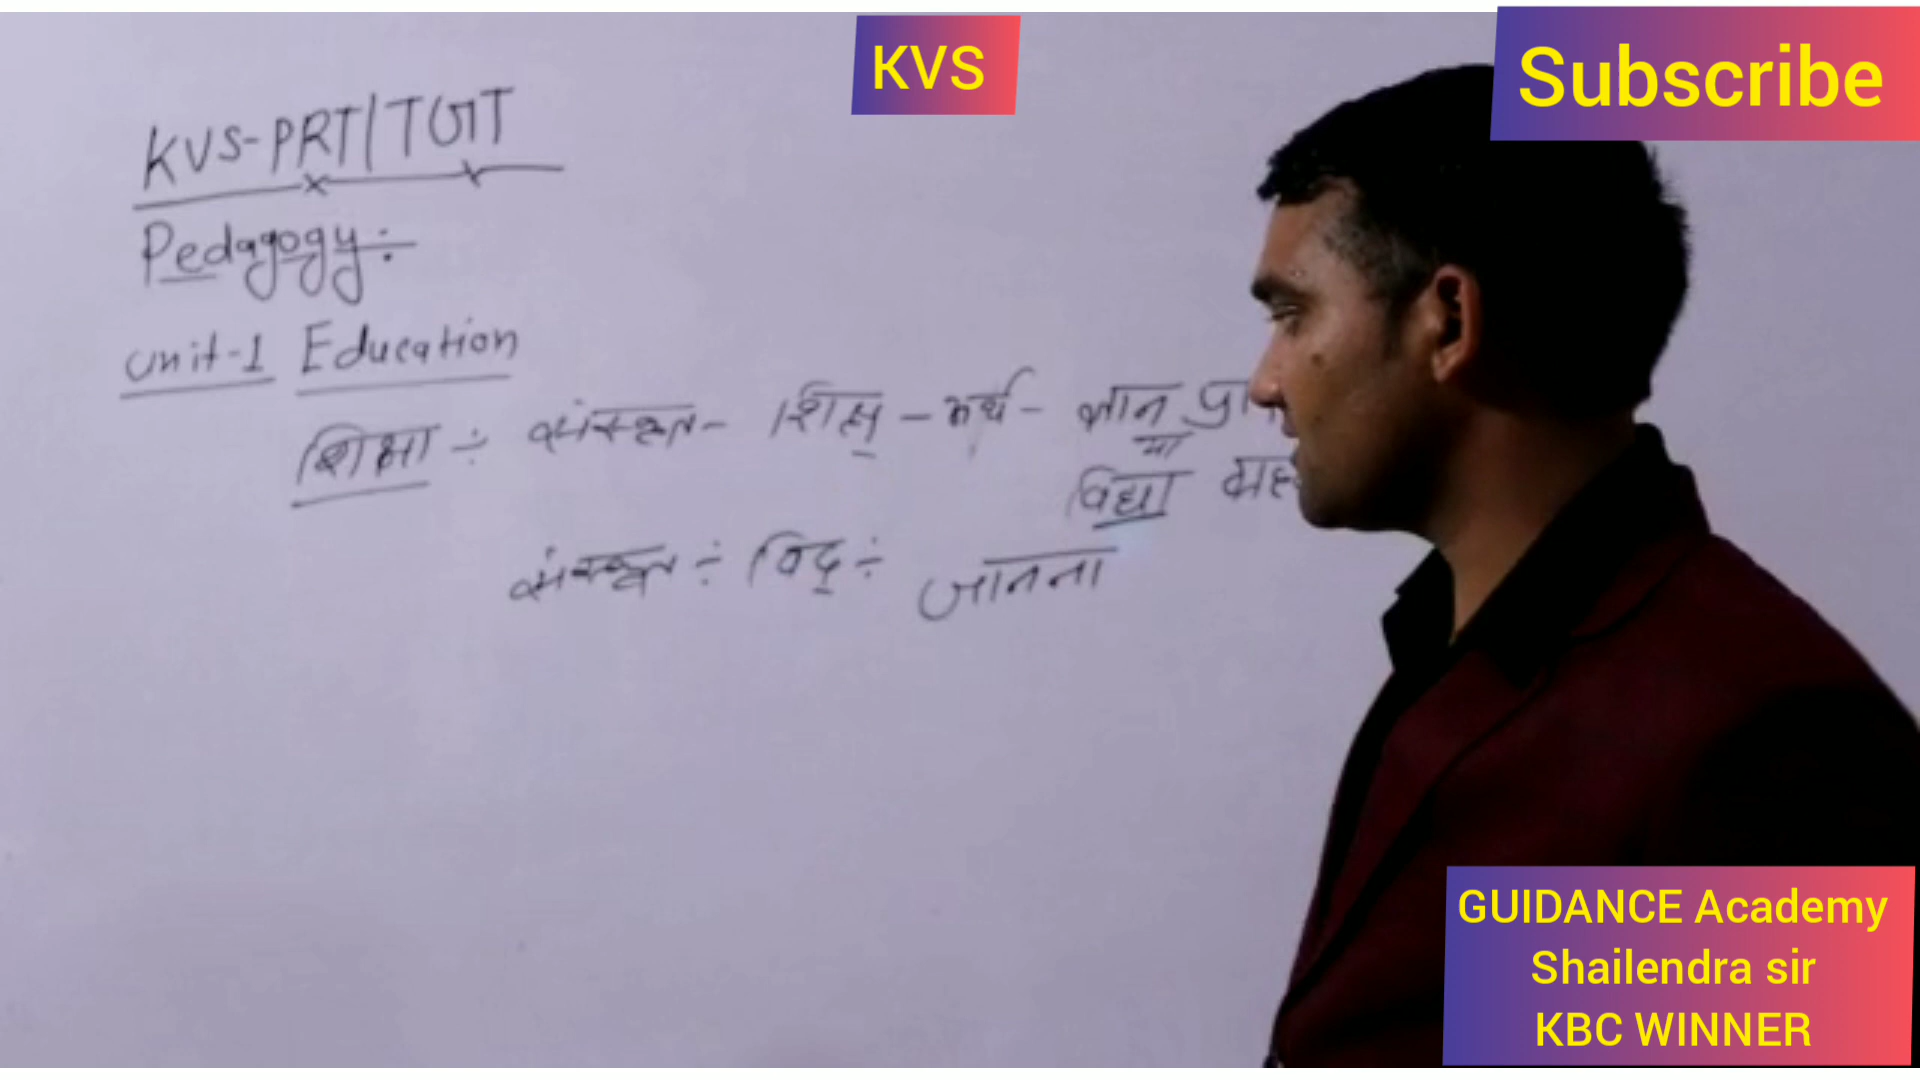 KVS
Subscribe
KVS-PRT/TGT
Pedagogy:
Unit-1 Education
शिक्षा ÷ संस्कृत - शिक्ष् - अर्थ - ज्ञान
या
विद्या
संस्कृत ÷ विद् ÷ जानना
GUIDANCE Academy
Shailendra sir
KBC WINNER